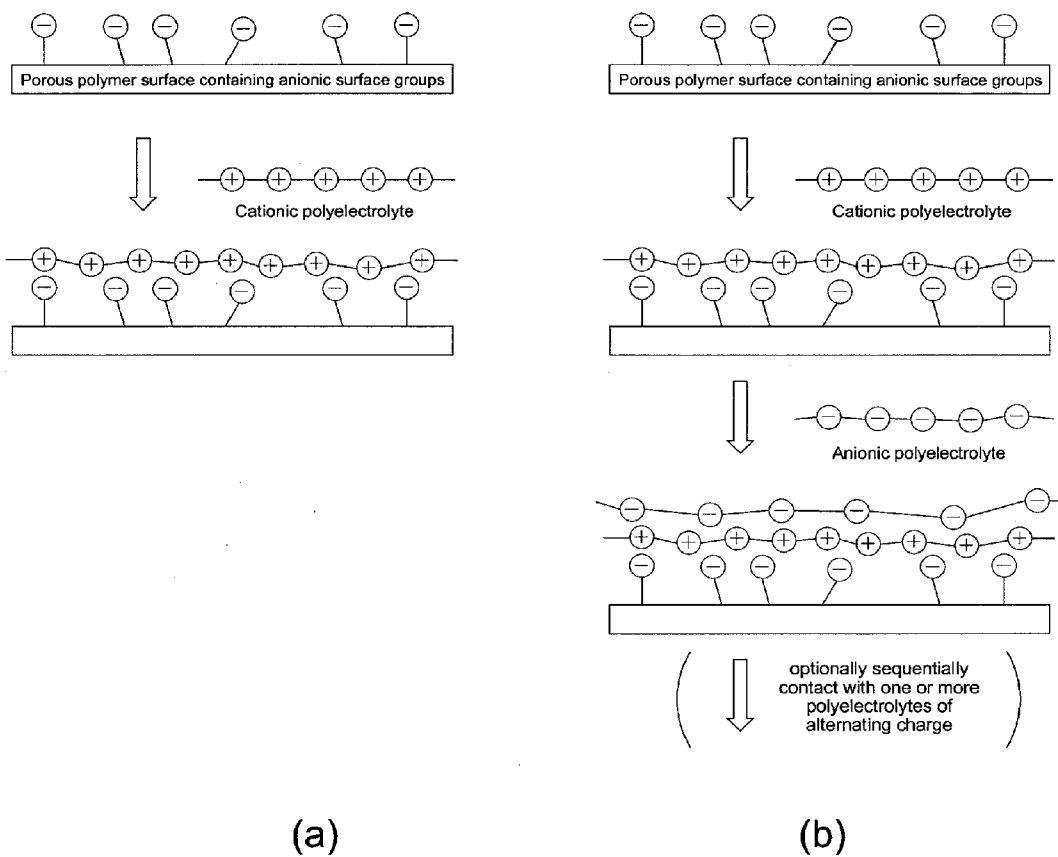 Porous polymer surface containing anionic surface groups
Cationic polyelectrolyte
(a)
Porous polymer surface containing anionic surface groups
Cationic polyelectrolyte
Anionic polyelectrolyte
optionally sequentially
contact with one or more
polyelectrolytes of
alternating charge
(b)